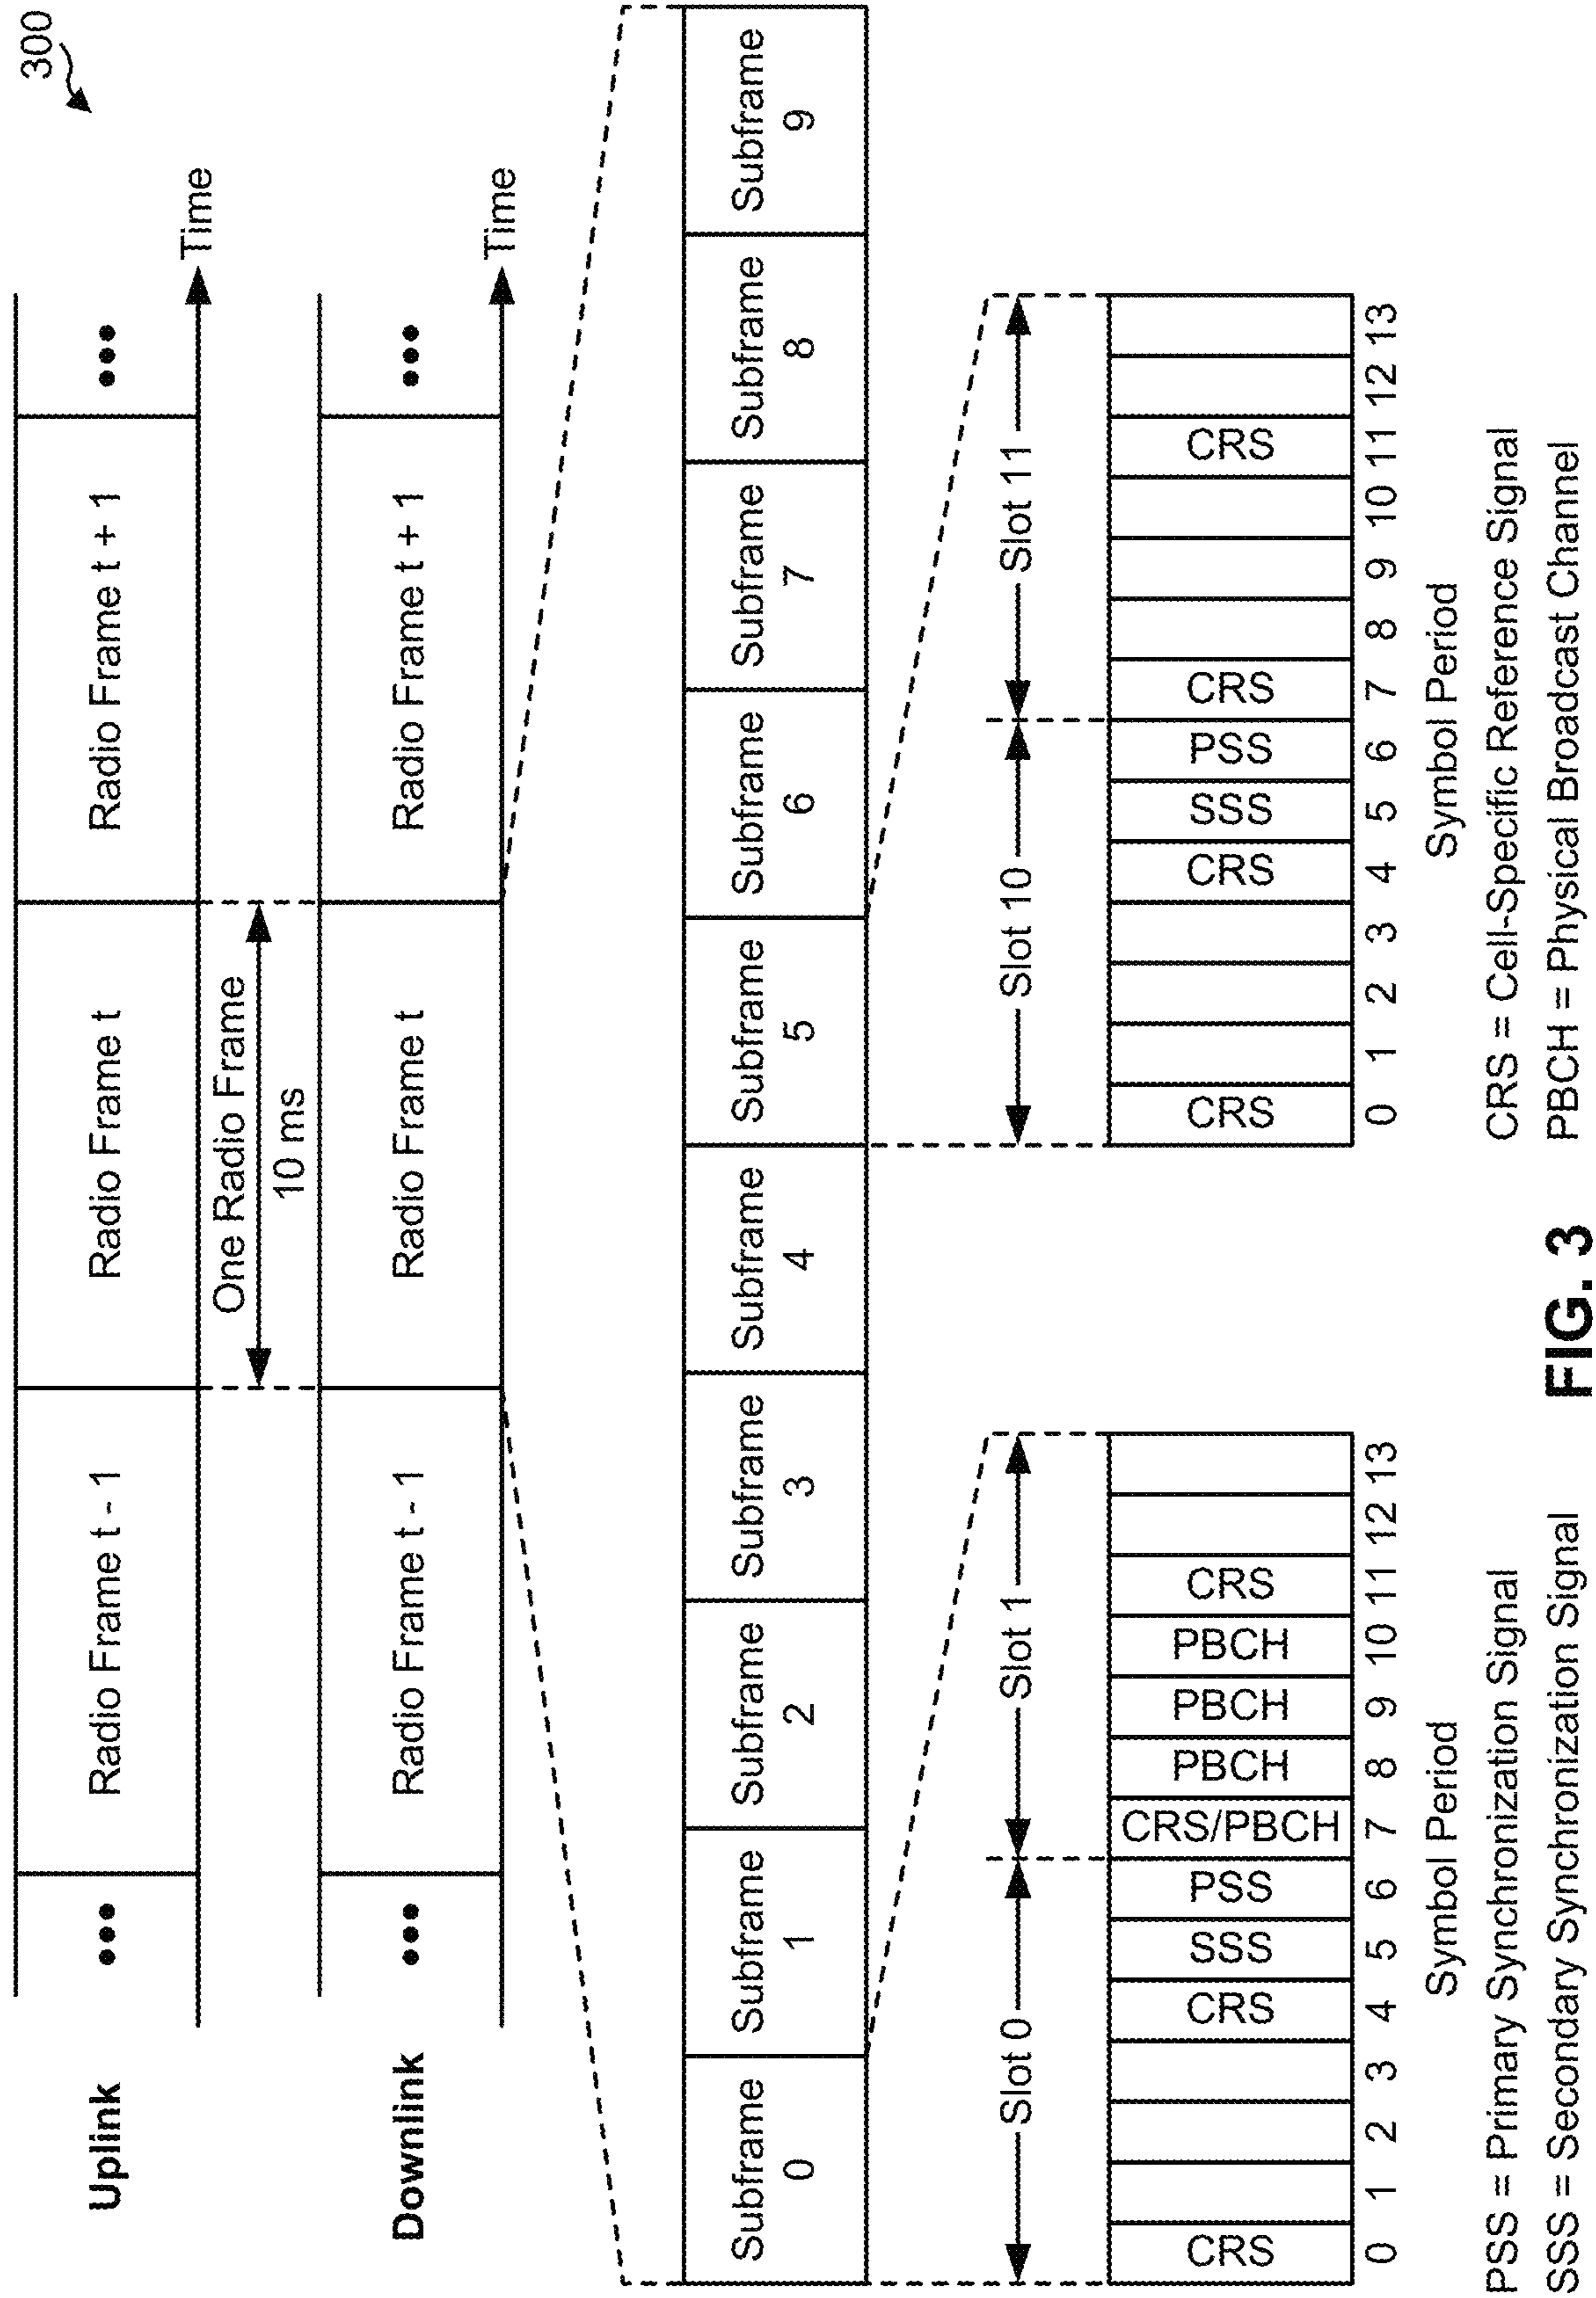 300
Uplink
•••
Radio Frame t - 1
Radio Frame t
Radio Frame t + 1
•••
Time
One Radio Frame
10 ms
Downlink
•••
Radio Frame t - 1
Radio Frame t
Radio Frame t + 1
•••
Time
Subframe
0
Subframe
1
Subframe
2
Subframe
3
Subframe
4
Subframe
5
Subframe
6
Subframe
7
Subframe
8
Subframe
9
Slot 0
Slot 1
CRS
CRS
SSS
PSS
CRS/PBCH
PBCH
PBCH
PBCH
CRS
0 1 2 3 4 5 6 7 8 9 10 11 12 13
Symbol Period
Slot 10
Slot 11
CRS
CRS
SSS
PSS
CRS
CRS
0 1 2 3 4 5 6 7 8 9 10 11 12 13
Symbol Period
PSS = Primary Synchronization Signal
SSS = Secondary Synchronization Signal
CRS = Cell-Specific Reference Signal
PBCH = Physical Broadcast Channel
FIG. 3